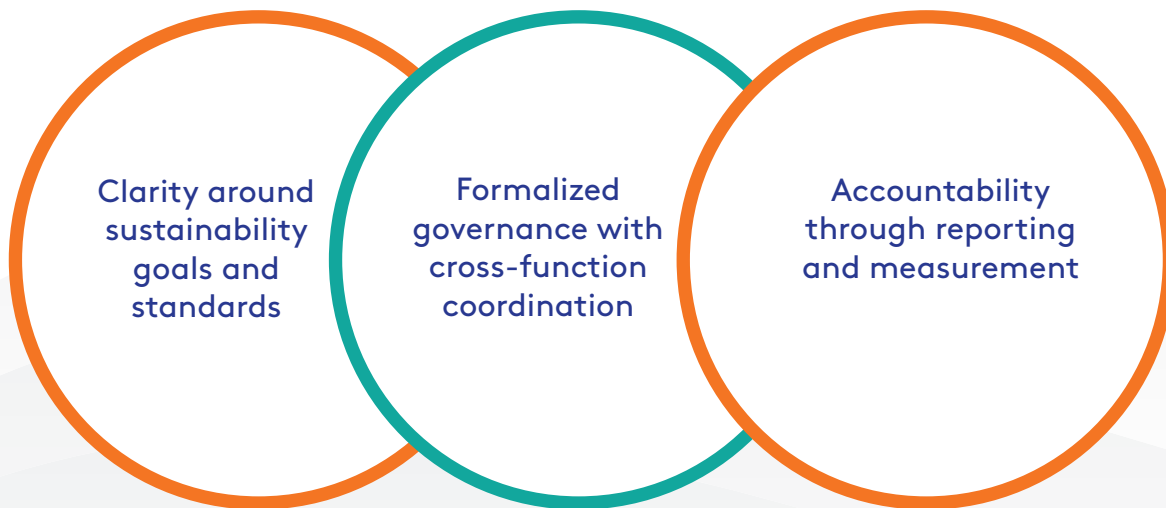 Clarity around
sustainability
goals and
standards
Formalized
governance with
cross-function
coordination
Accountability
through reporting
and measurement